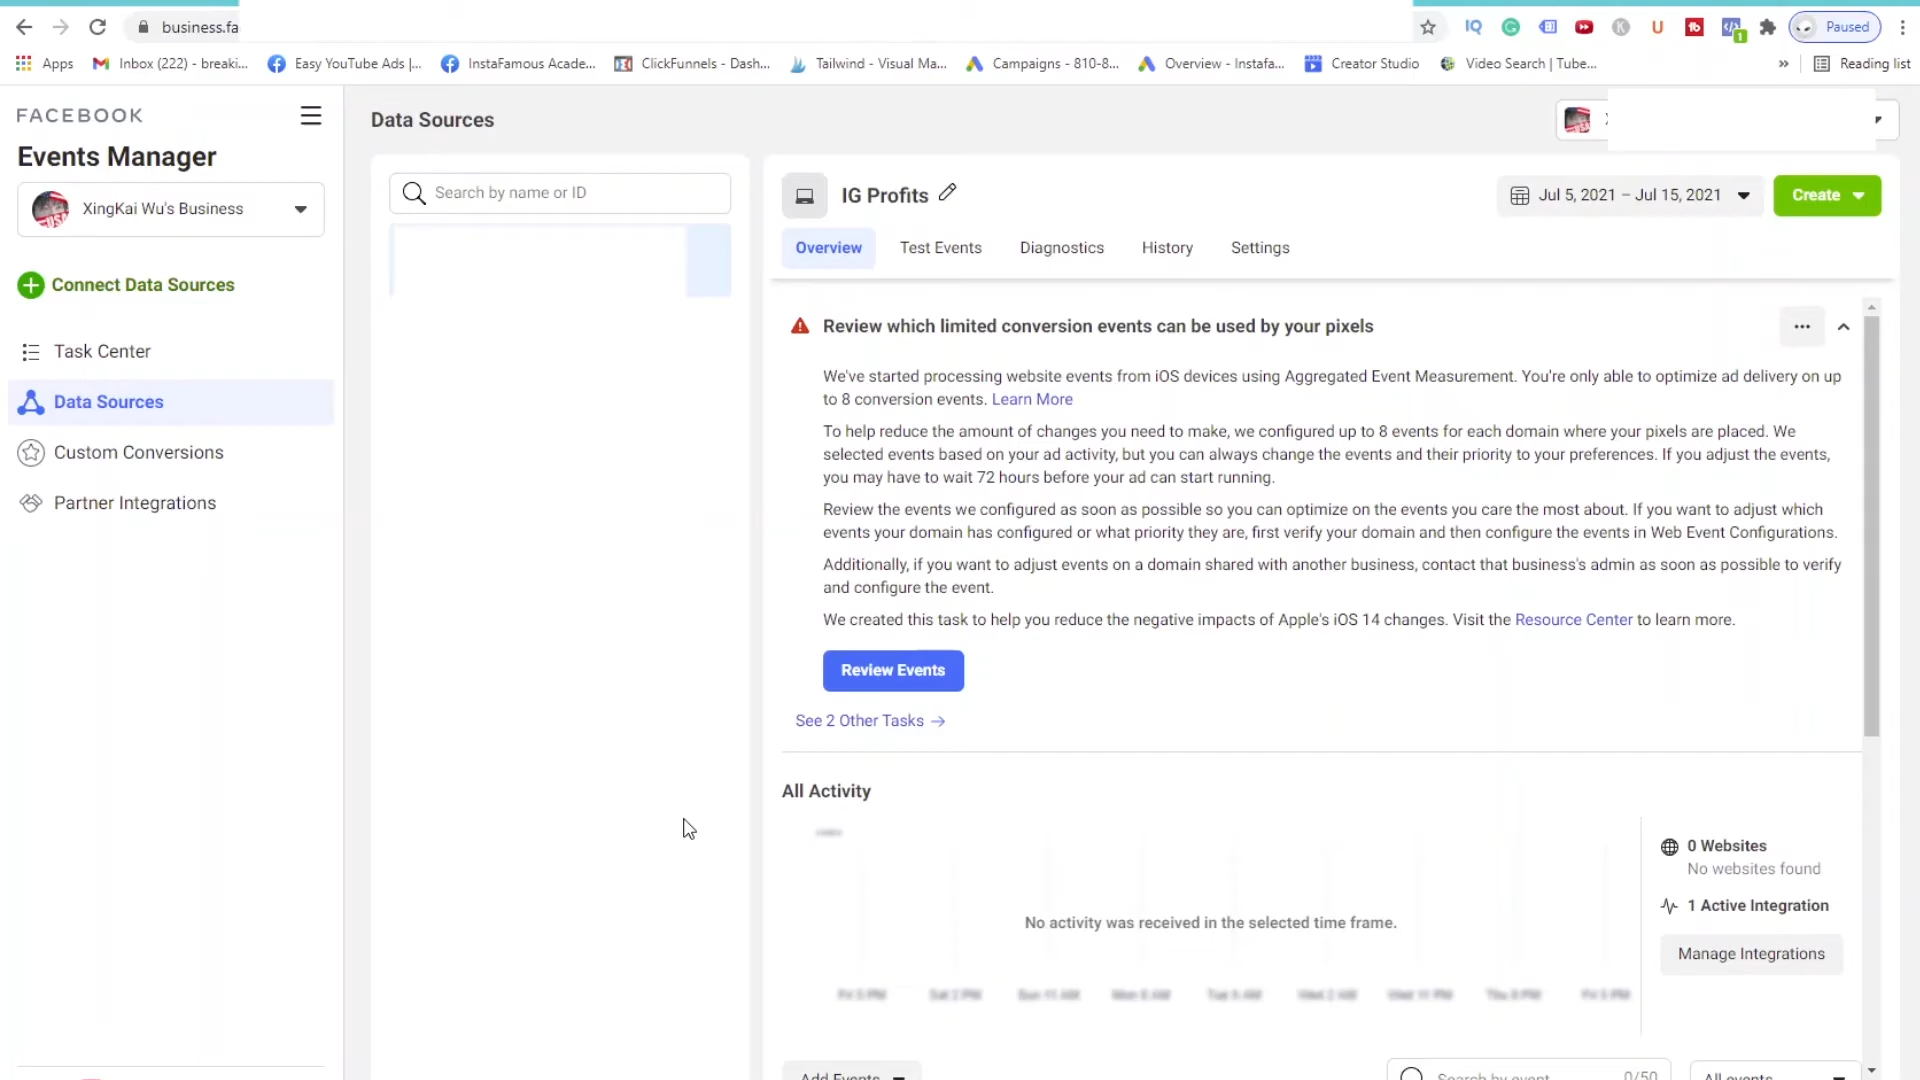 business.fa
Paused
Apps
Inbox (222) - breaki...
Easy YouTube Ads |...
InstaFamous Acade...
ClickFunnels - Dash...
Tailwind - Visual Ma...
Campaigns - 810-8...
Overview - Instafa...
Creator Studio
Video Search | Tube...
»
Reading list
FACEBOOK
Events Manager
XingKai Wu's Business
Connect Data Sources
Task Center
Data Sources
Custom Conversions
Partner Integrations
Data Sources
Search by name or ID
IG Profits
Jul 5, 2021 – Jul 15, 2021
Create
Overview
Test Events
Diagnostics
History
Settings
Review which limited conversion events can be used by your pixels
We've started processing website events from iOS devices using Aggregated Event Measurement. You're only able to optimize ad delivery on up
to 8 conversion events. Learn More
To help reduce the amount of changes you need to make, we configured up to 8 events for each domain where your pixels are placed. We
selected events based on your ad activity, but you can always change the events and their priority to your preferences. If you adjust the events,
you may have to wait 72 hours before your ad can start running.
Review the events we configured as soon as possible so you can optimize on the events you care the most about. If you want to adjust which
events your domain has configured or what priority they are, first verify your domain and then configure the events in Web Event Configurations.
Additionally, if you want to adjust events on a domain shared with another business, contact that business's admin as soon as possible to verify
and configure the event.
We created this task to help you reduce the negative impacts of Apple's iOS 14 changes. Visit the Resource Center to learn more.
Review Events
See 2 Other Tasks →
All Activity
No activity was received in the selected time frame.
0 Websites
No websites found
1 Active Integration
Manage Integrations
Add Events
Search by event
0/50
All events